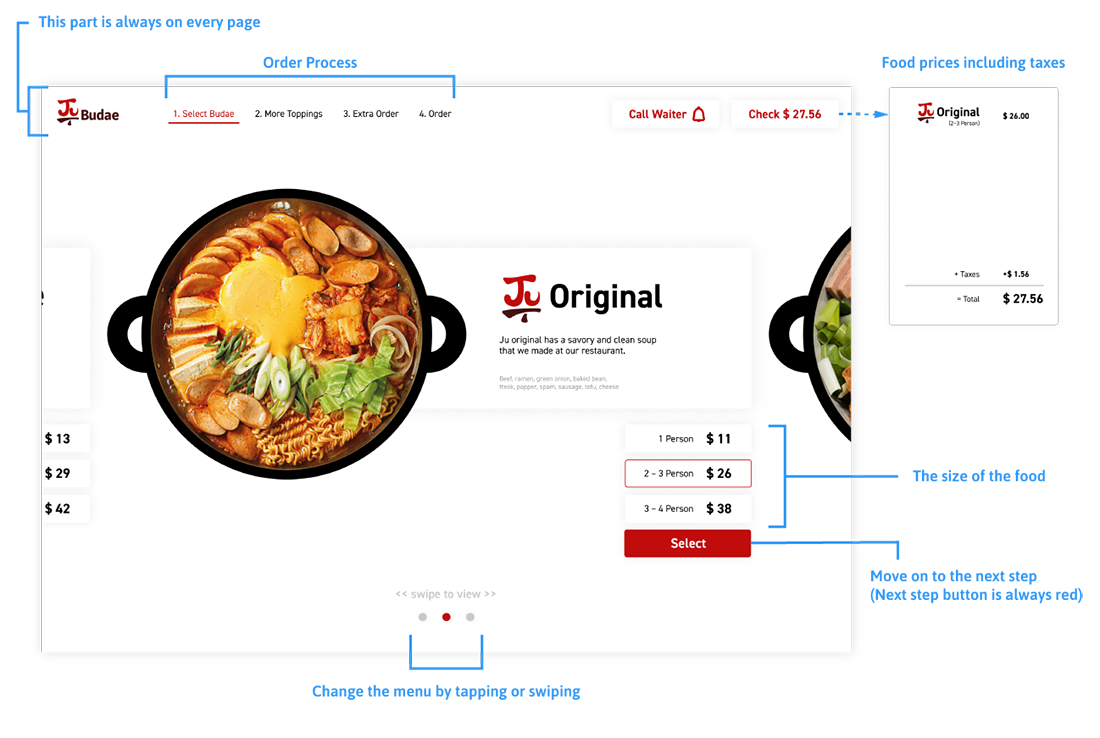 This part is always on every page
Order Process
Food prices including taxes
Ju Budae
1. Select Budae
2. More Toppings
3. Extra Order
4. Order
Call Waiter
Check $ 27.56
Ju Original
(2-3 Person)
$ 26.00
+ Taxes
+$ 1.56
= Total
$ 27.56
Ju Original
Ju original has a savory and clean soup
that we made at our restaurant.
Beef, ramen, green onion, baked bean,
tteok, papper, spam, sausage, tofu, cheese
$ 13
$ 29
$ 42
1 Person $ 11
2 – 3 Person $ 26
3 – 4 Person $ 38
Select
The size of the food
Move on to the next step
(Next step button is always red)
<< swipe to view >>
Change the menu by tapping or swiping